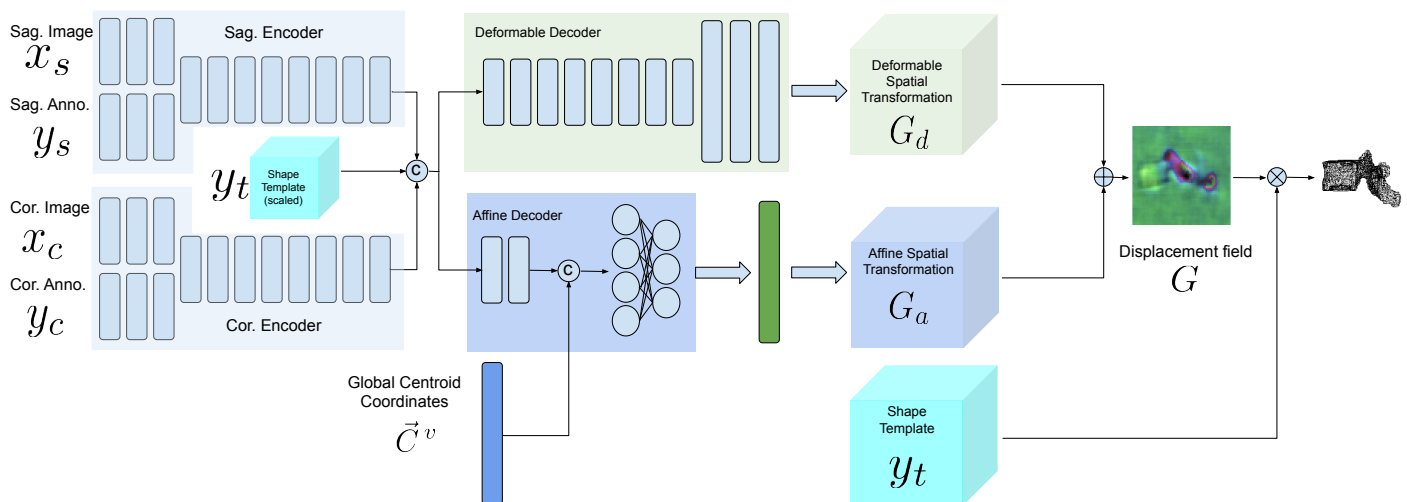 Sag. Image
x_s
Sag. Anno.
y_s
Sag. Encoder
y_t
Shape
Template
(scaled)
Cor. Image
x_c
Cor. Anno.
y_c
Cor. Encoder
C
Deformable Decoder
Affine Decoder
C
Global Centroid
Coordinates
\vec{C}^v
Deformable
Spatial
Transformation
G_d
Affine Spatial
Transformation
G_a
Shape
Template
y_t
Displacement field
G